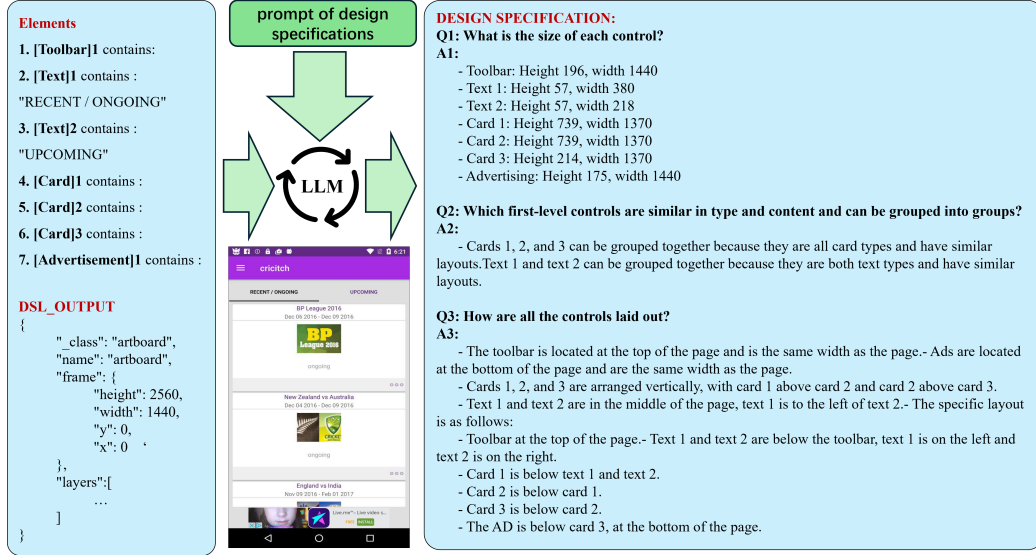 Elements
1. [Toolbar]1 contains:
2. [Text]1 contains :
"RECENT / ONGOING"
3. [Text]2 contains :
"UPCOMING"
4. [Card]1 contains :
5. [Card]2 contains :
6. [Card]3 contains :
7. [Advertisement]1 contains :
DSL_OUTPUT
{
"_class": "artboard",
"name": "artboard",
"frame": {
"height": 2560,
"width": 1440,
"y": 0,
"x": 0 ‘
},
"layers":[
…
]
}
prompt of design
specifications
LLM
6:21
cricitch
RECENT / ONGOING UPCOMING
BP League 2016
Dec 06 2016 - Dec 09 2016
BP
League 2016
ongoing
New Zealand vs Australia
Dec 04 2016 - Dec 09 2016
ongoing
England vs India
Nov 09 2016 - Feb 01 2017
Live.me"- Live video s...
INSTALL
DESIGN SPECIFICATION:
Q1: What is the size of each control?
A1:
- Toolbar: Height 196, width 1440
- Text 1: Height 57, width 380
- Text 2: Height 57, width 218
- Card 1: Height 739, width 1370
- Card 2: Height 739, width 1370
- Card 3: Height 214, width 1370
- Advertising: Height 175, width 1440
Q2: Which first-level controls are similar in type and content and can be grouped into groups?
A2:
- Cards 1, 2, and 3 can be grouped together because they are all card types and have similar
layouts.Text 1 and text 2 can be grouped together because they are both text types and have similar
layouts.
Q3: How are all the controls laid out?
A3:
- The toolbar is located at the top of the page and is the same width as the page.- Ads are located
at the bottom of the page and are the same width as the page.
- Cards 1, 2, and 3 are arranged vertically, with card 1 above card 2 and card 2 above card 3.
- Text 1 and text 2 are in the middle of the page, text 1 is to the left of text 2.- The specific layout
is as follows:
- Toolbar at the top of the page.- Text 1 and text 2 are below the toolbar, text 1 is on the left and
text 2 is on the right.
- Card 1 is below text 1 and text 2.
- Card 2 is below card 1.
- Card 3 is below card 2.
- The AD is below card 3, at the bottom of the page.